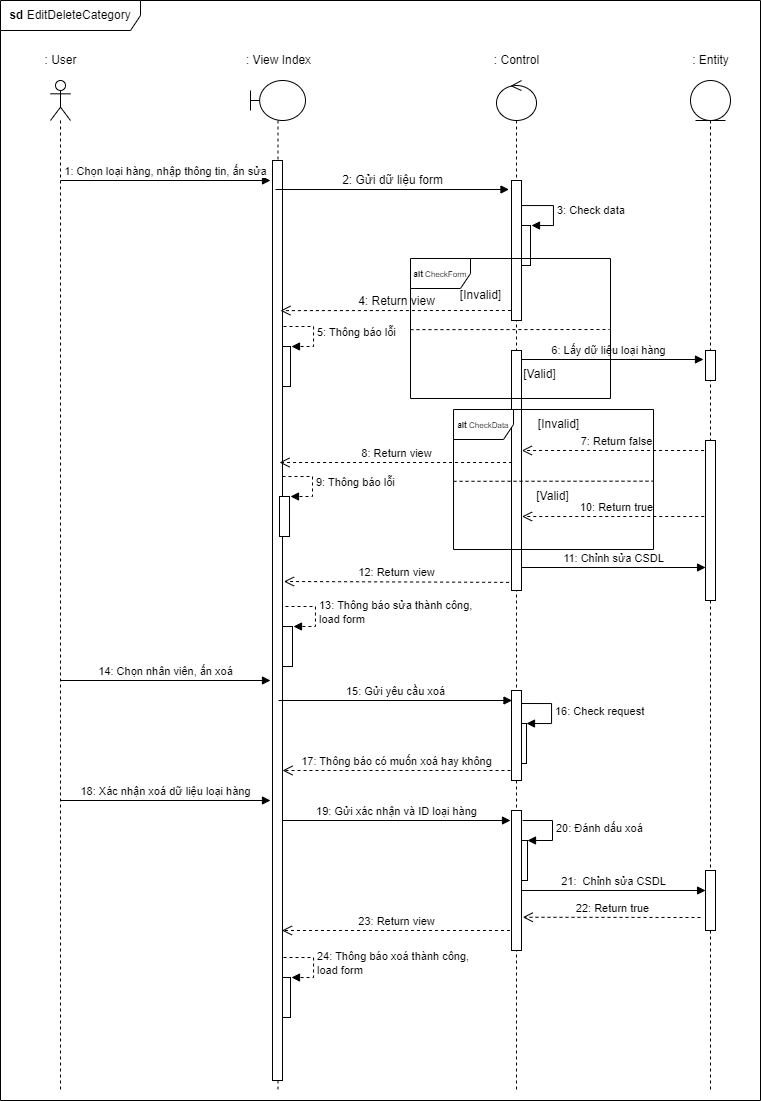 sd EditDeleteCategory
: User
: View Index
: Control
: Entity
1: Chọn loại hàng, nhập thông tin, ấn sửa
2: Gửi dữ liệu form
3: Check data
alt CheckForm
[Invalid]
4: Return view
5: Thông báo lỗi
6: Lấy dữ liệu loại hàng
[Valid]
alt CheckData
[Invalid]
7: Return false
8: Return view
9: Thông báo lỗi
[Valid]
10: Return true
11: Chỉnh sửa CSDL
12: Return view
13: Thông báo sửa thành công,
load form
14: Chọn nhân viên, ấn xoá
15: Gửi yêu cầu xoá
16: Check request
17: Thông báo có muốn xoá hay không
18: Xác nhận xoá dữ liệu loại hàng
19: Gửi xác nhận và ID loại hàng
20: Đánh dấu xoá
21: Chỉnh sửa CSDL
22: Return true
23: Return view
24: Thông báo xoá thành công,
load form